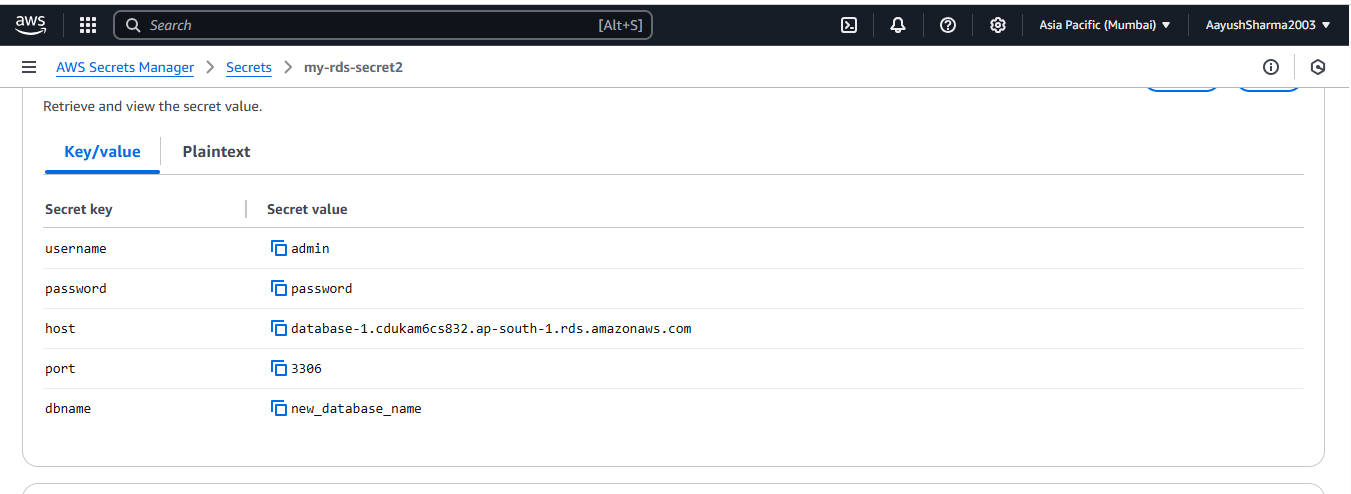 aws Search [Alt+S] Asia Pacific (Mumbai) AayushSharma2003
AWS Secrets Manager Secrets my-rds-secret2
Retrieve and view the secret value.
Key/value Plaintext
Secret key Secret value
username admin
password password
host database-1.cdukam6cs832.ap-south-1.rds.amazonaws.com
port 3306
dbname new_database_name